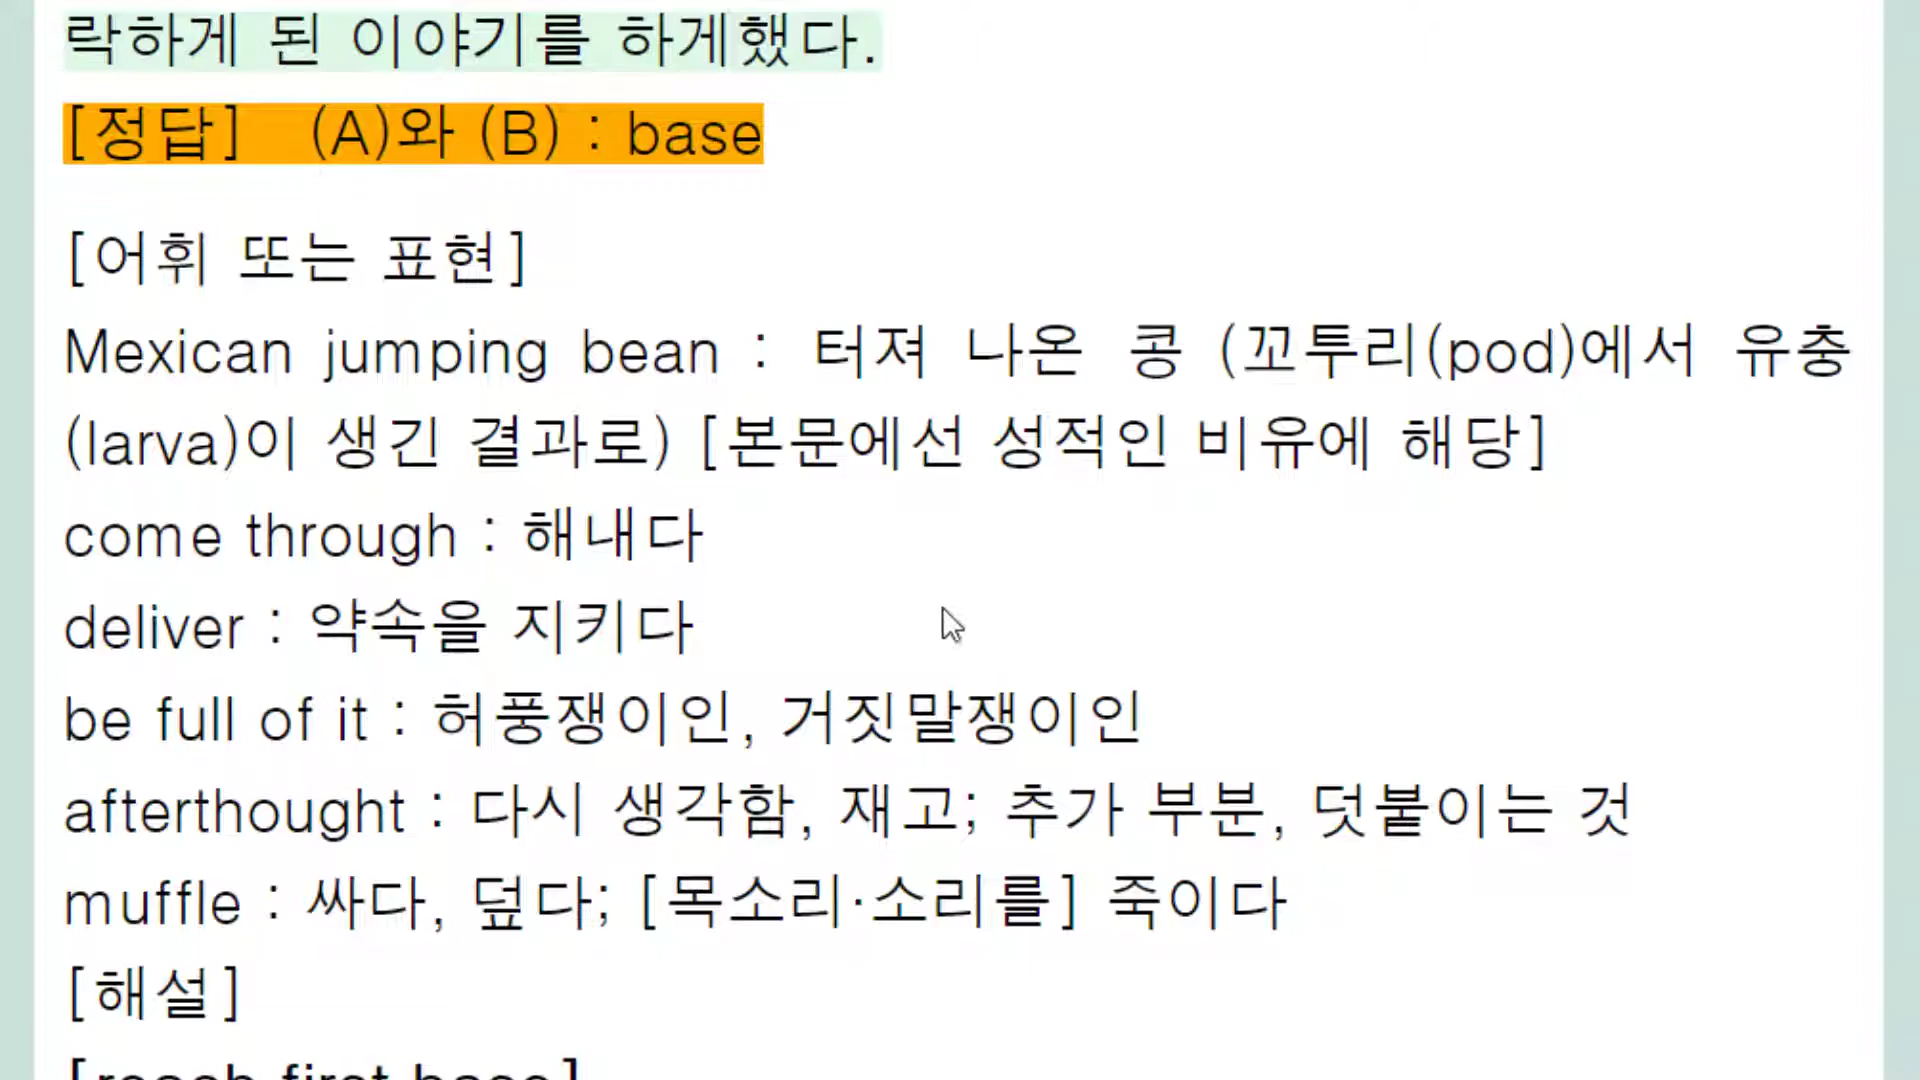 락하게 된 이야기를 하게했다.
[정답] (A)와 (B) : base
[어휘 또는 표현]
Mexican jumping bean : 터져 나온 콩 (꼬투리(pod)에서 유충
(larva)이 생긴 결과로) [본문에선 성적인 비유에 해당]
come through : 해내다
deliver : 약속을 지키다
be full of it : 허풍쟁이인, 거짓말쟁이인
afterthought : 다시 생각함, 재고; 추가 부분, 덧붙이는 것
muffle : 싸다, 덮다; [목소리·소리를] 죽이다
[해설]
[reach first base]